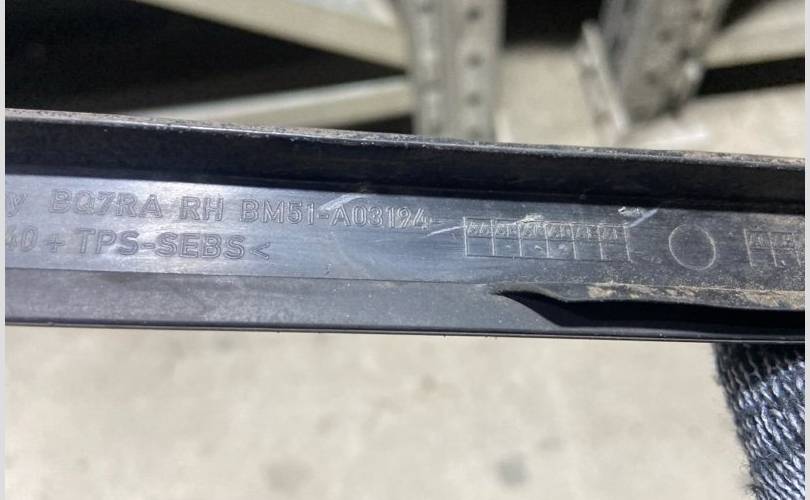 y BQ7RA RH BM51-A03194-
40 + TPS-SEBS<